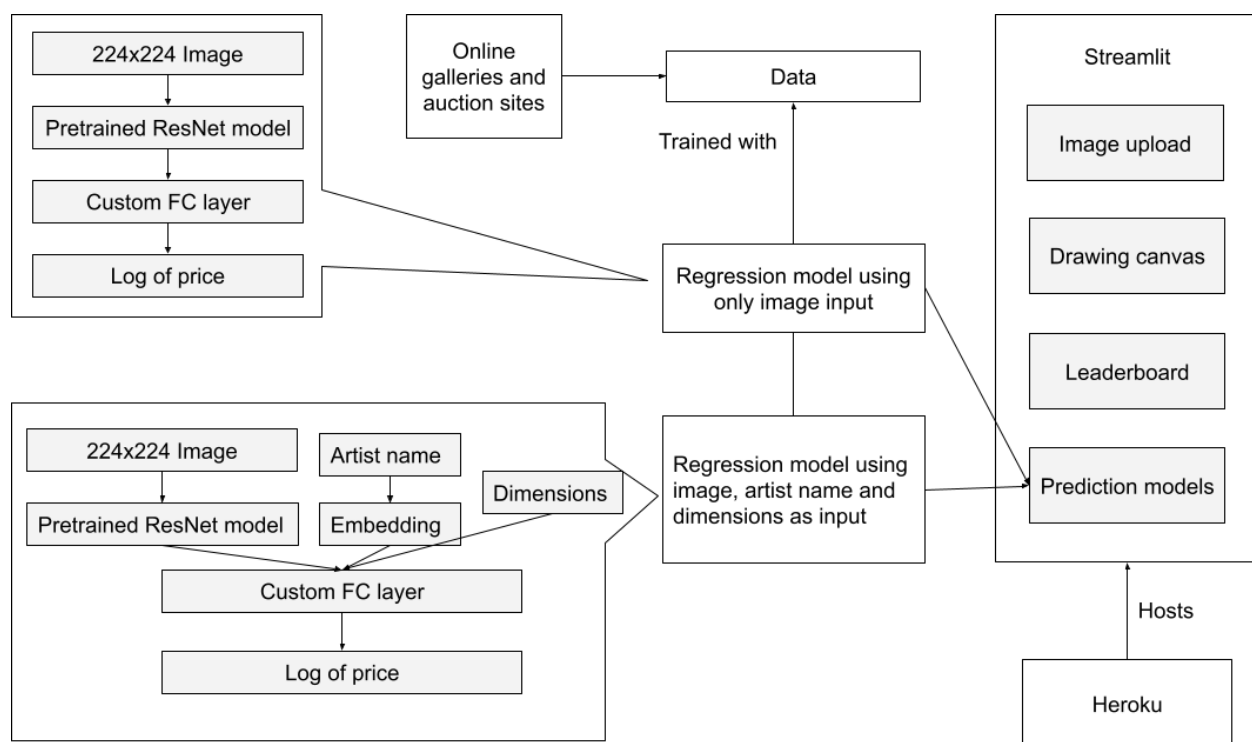 224x224 Image
Pretrained ResNet model
Custom FC layer
Log of price
Online
galleries and
auction sites
Data
Trained with
Regression model using
only image input
224x224 Image
Artist name
Dimensions
Pretrained ResNet model
Embedding
Custom FC layer
Log of price
Regression model using
image, artist name and
dimensions as input
Streamlit
Image upload
Drawing canvas
Leaderboard
Prediction models
Hosts
Heroku